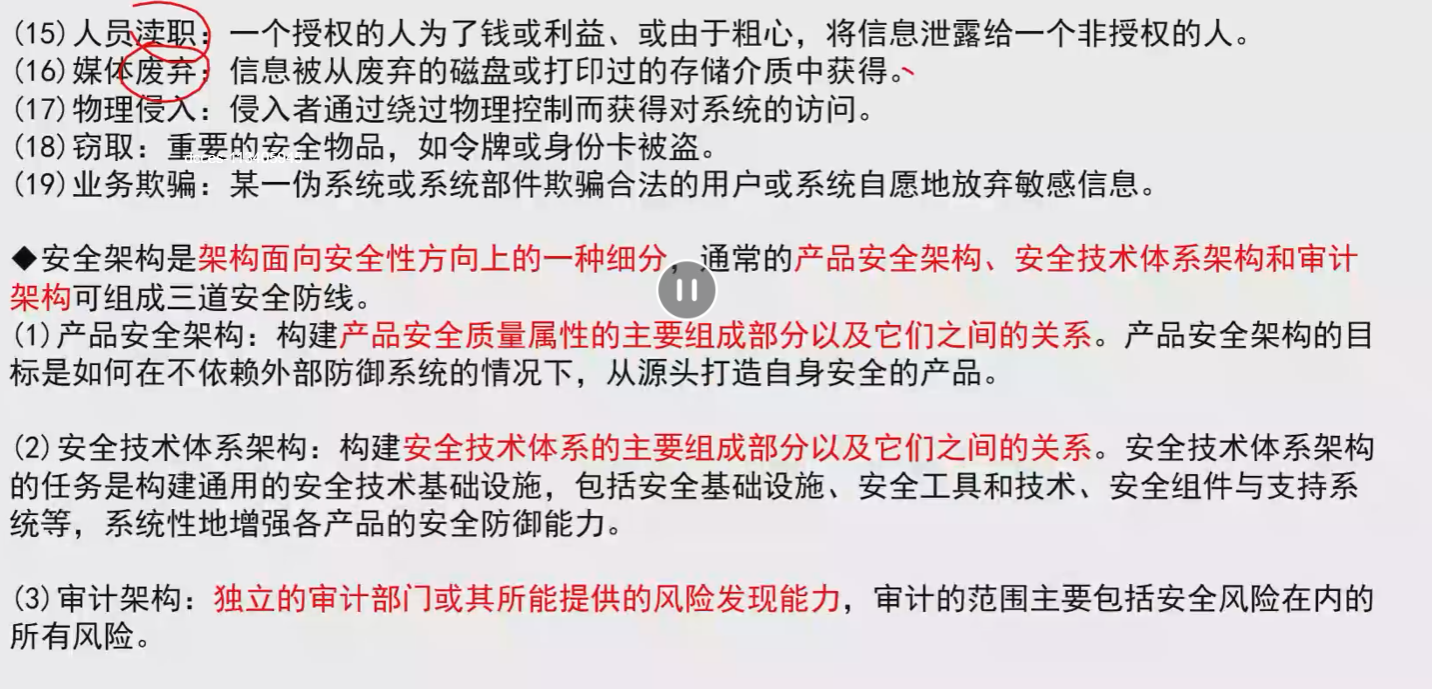 (15)人员渎职：一个授权的人为了钱或利益、或由于粗心，将信息泄露给一个非授权的人。
(16)媒体废弃：信息被从废弃的磁盘或打印过的存储介质中获得。
(17)物理侵入：侵入者通过绕过物理控制而获得对系统的访问。
(18)窃取：重要的安全物品，如令牌或身份卡被盗。
(19)业务欺骗：某一伪系统或系统部件欺骗合法的用户或系统自愿地放弃敏感信息。
◆安全架构是架构面向安全性方向上的一种细分，通常的产品安全架构、安全技术体系架构和审计
架构可组成三道安全防线。
(1)产品安全架构：构建产品安全质量属性的主要组成部分以及它们之间的关系。产品安全架构的目
标是如何在不依赖外部防御系统的情况下，从源头打造自身安全的产品。
(2)安全技术体系架构：构建安全技术体系的主要组成部分以及它们之间的关系。安全技术体系架构
的任务是构建通用的安全技术基础设施，包括安全基础设施、安全工具和技术、安全组件与支持系
统等，系统性地增强各产品的安全防御能力。
(3)审计架构：独立的审计部门或其所能提供的风险发现能力，审计的范围主要包括安全风险在内的
所有风险。